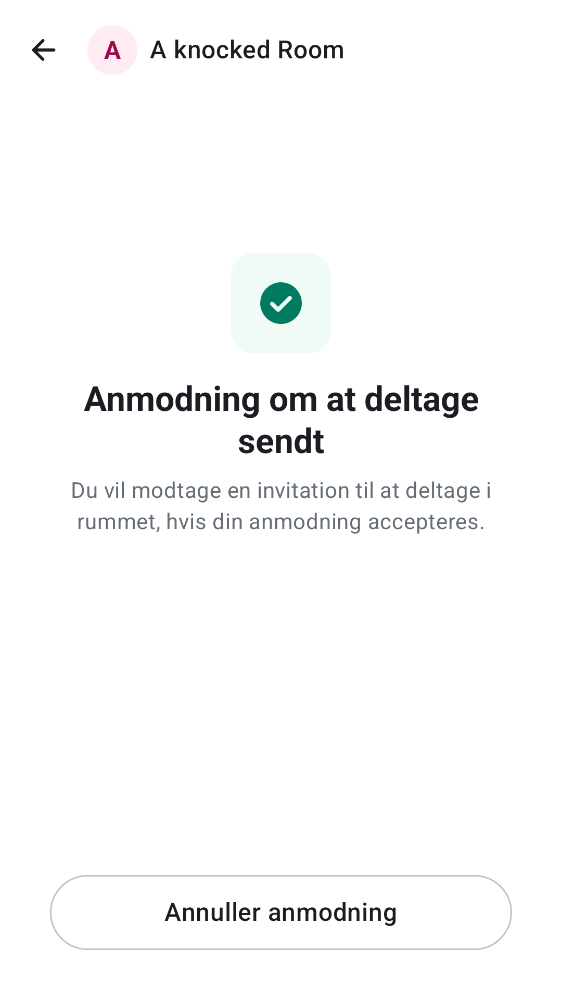 A A knocked Room
Anmodning om at deltage
sendt
Du vil modtage en invitation til at deltage i
rummet, hvis din anmodning accepteres.
Annuller anmodning